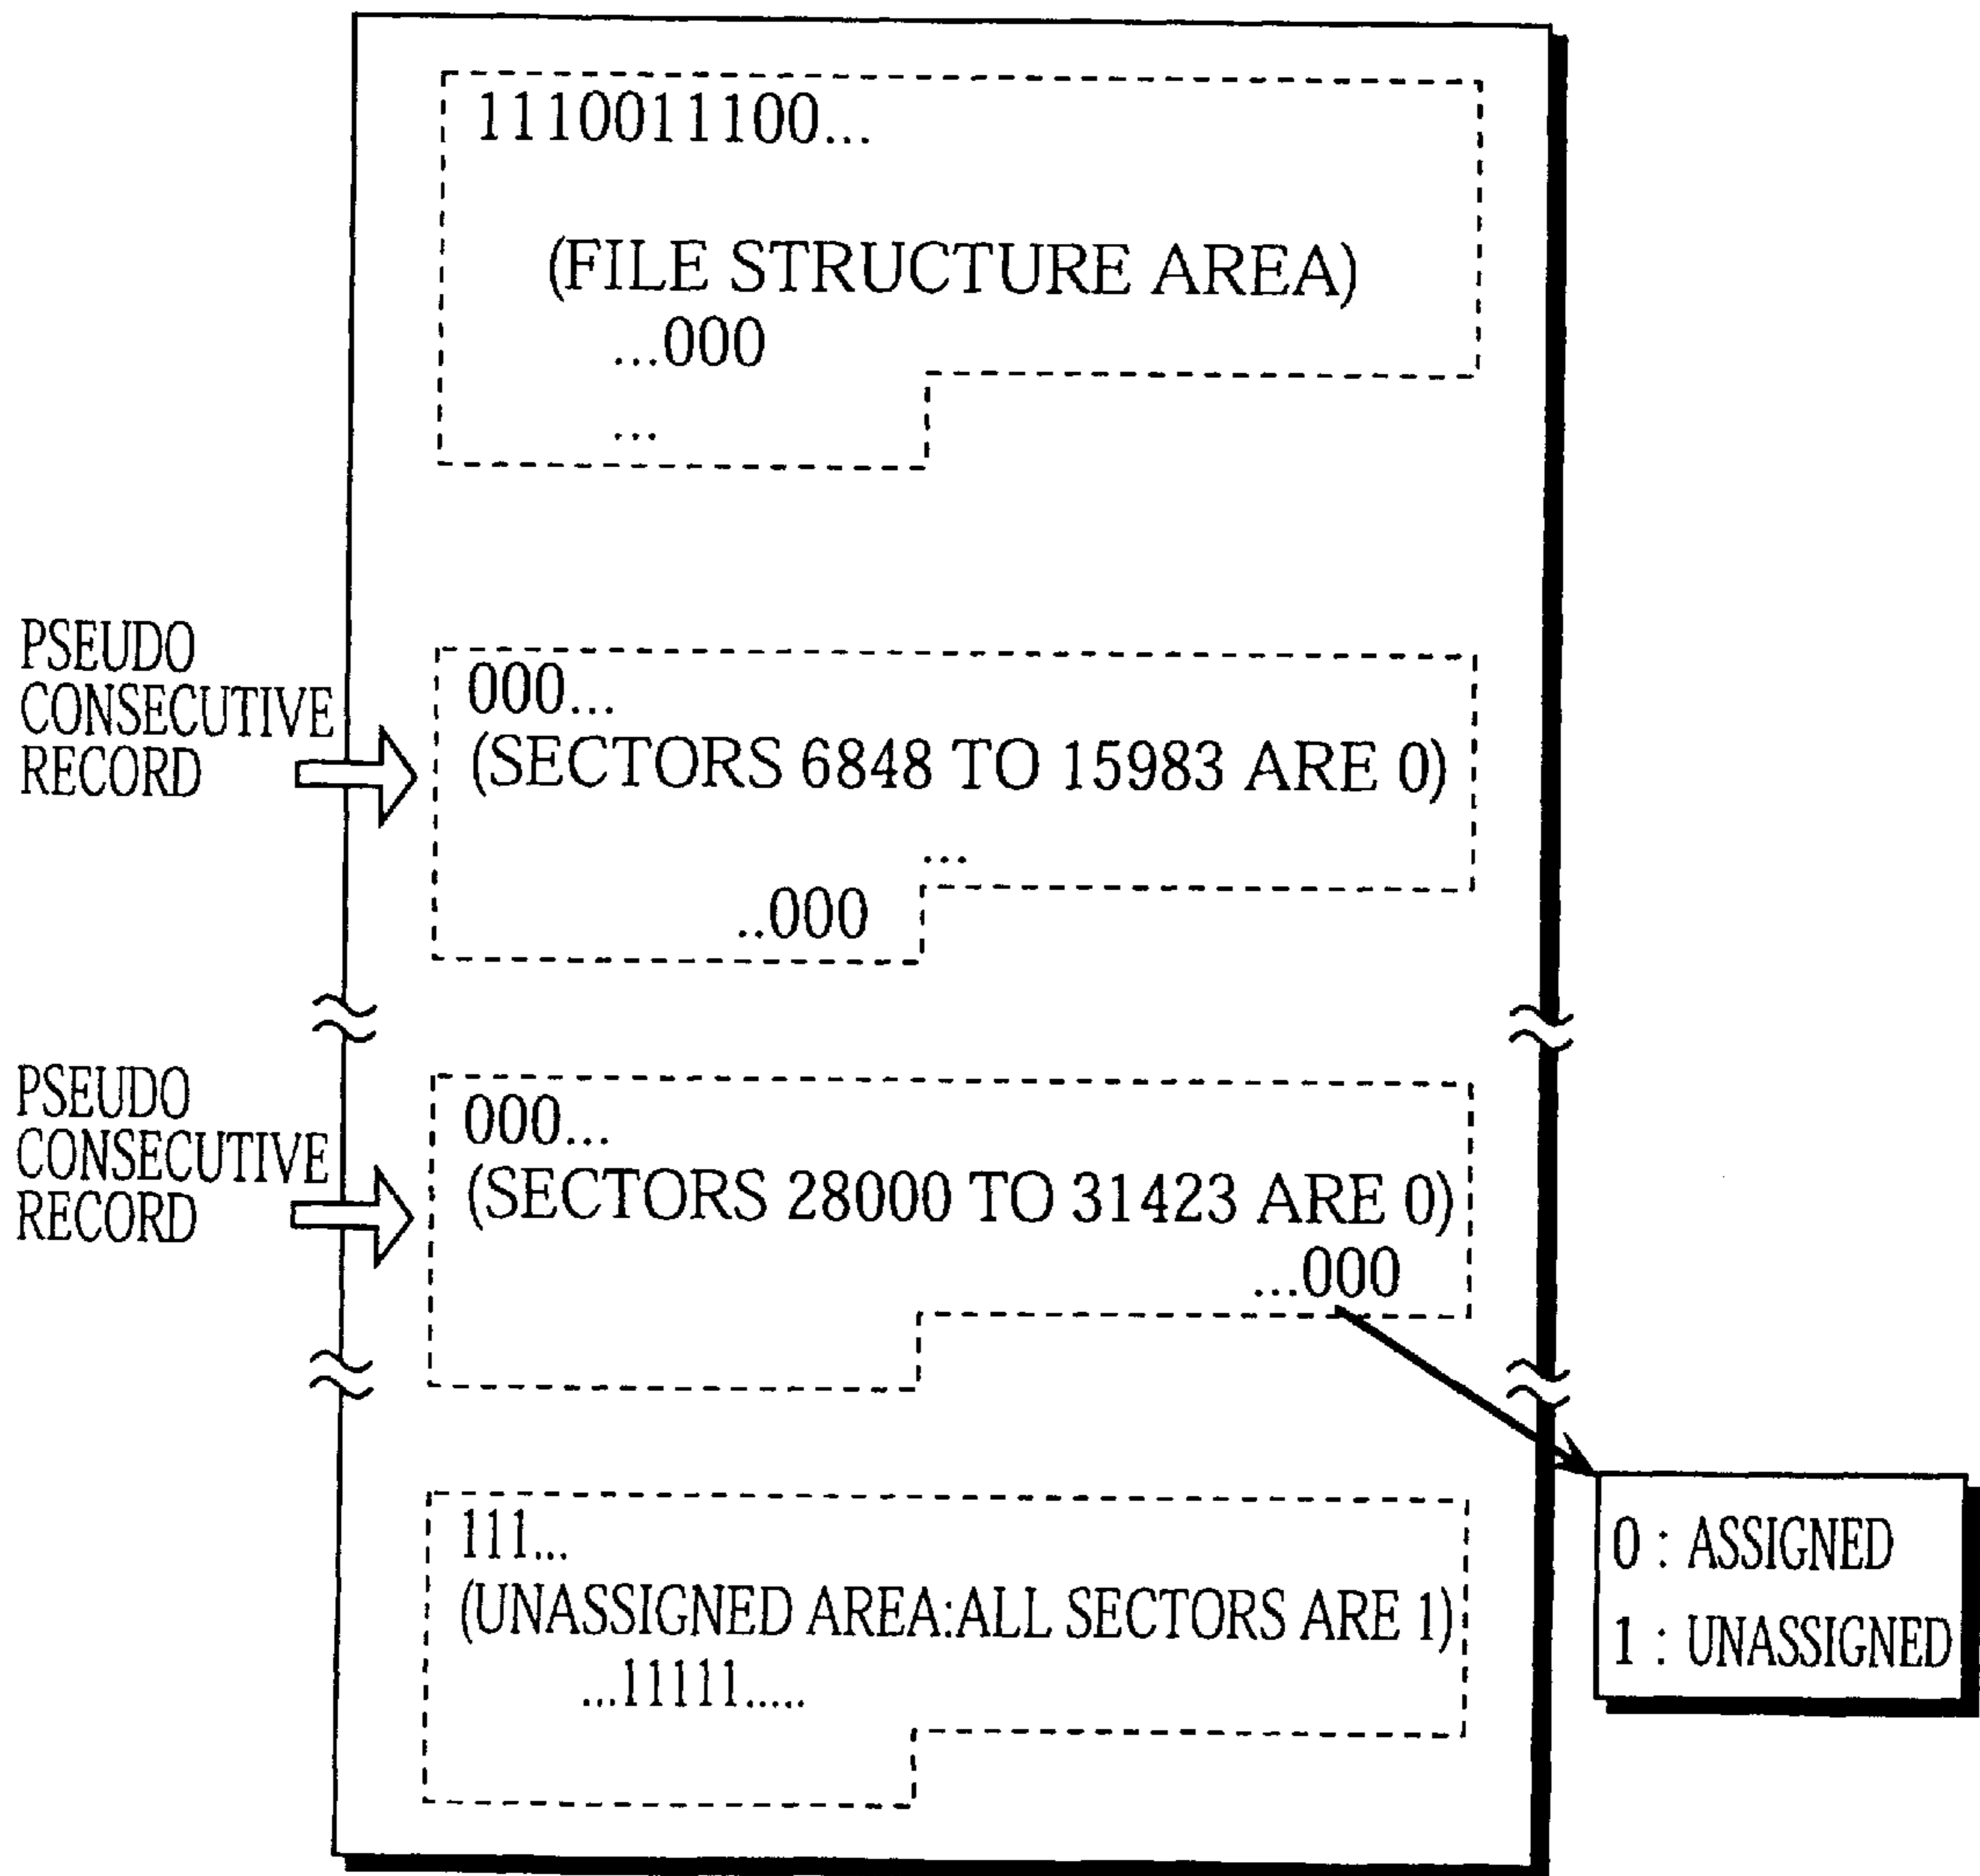 1110011100...
(FILE STRUCTURE AREA)
...000
...
PSEUDO
CONSECUTIVE
RECORD
000...
(SECTORS 6848 TO 15983 ARE 0)
...
..000
PSEUDO
CONSECUTIVE
RECORD
000...
(SECTORS 28000 TO 31423 ARE 0)
...000
111...
(UNASSIGNED AREA:ALL SECTORS ARE 1)
...11111.....
0 : ASSIGNED
1 : UNASSIGNED